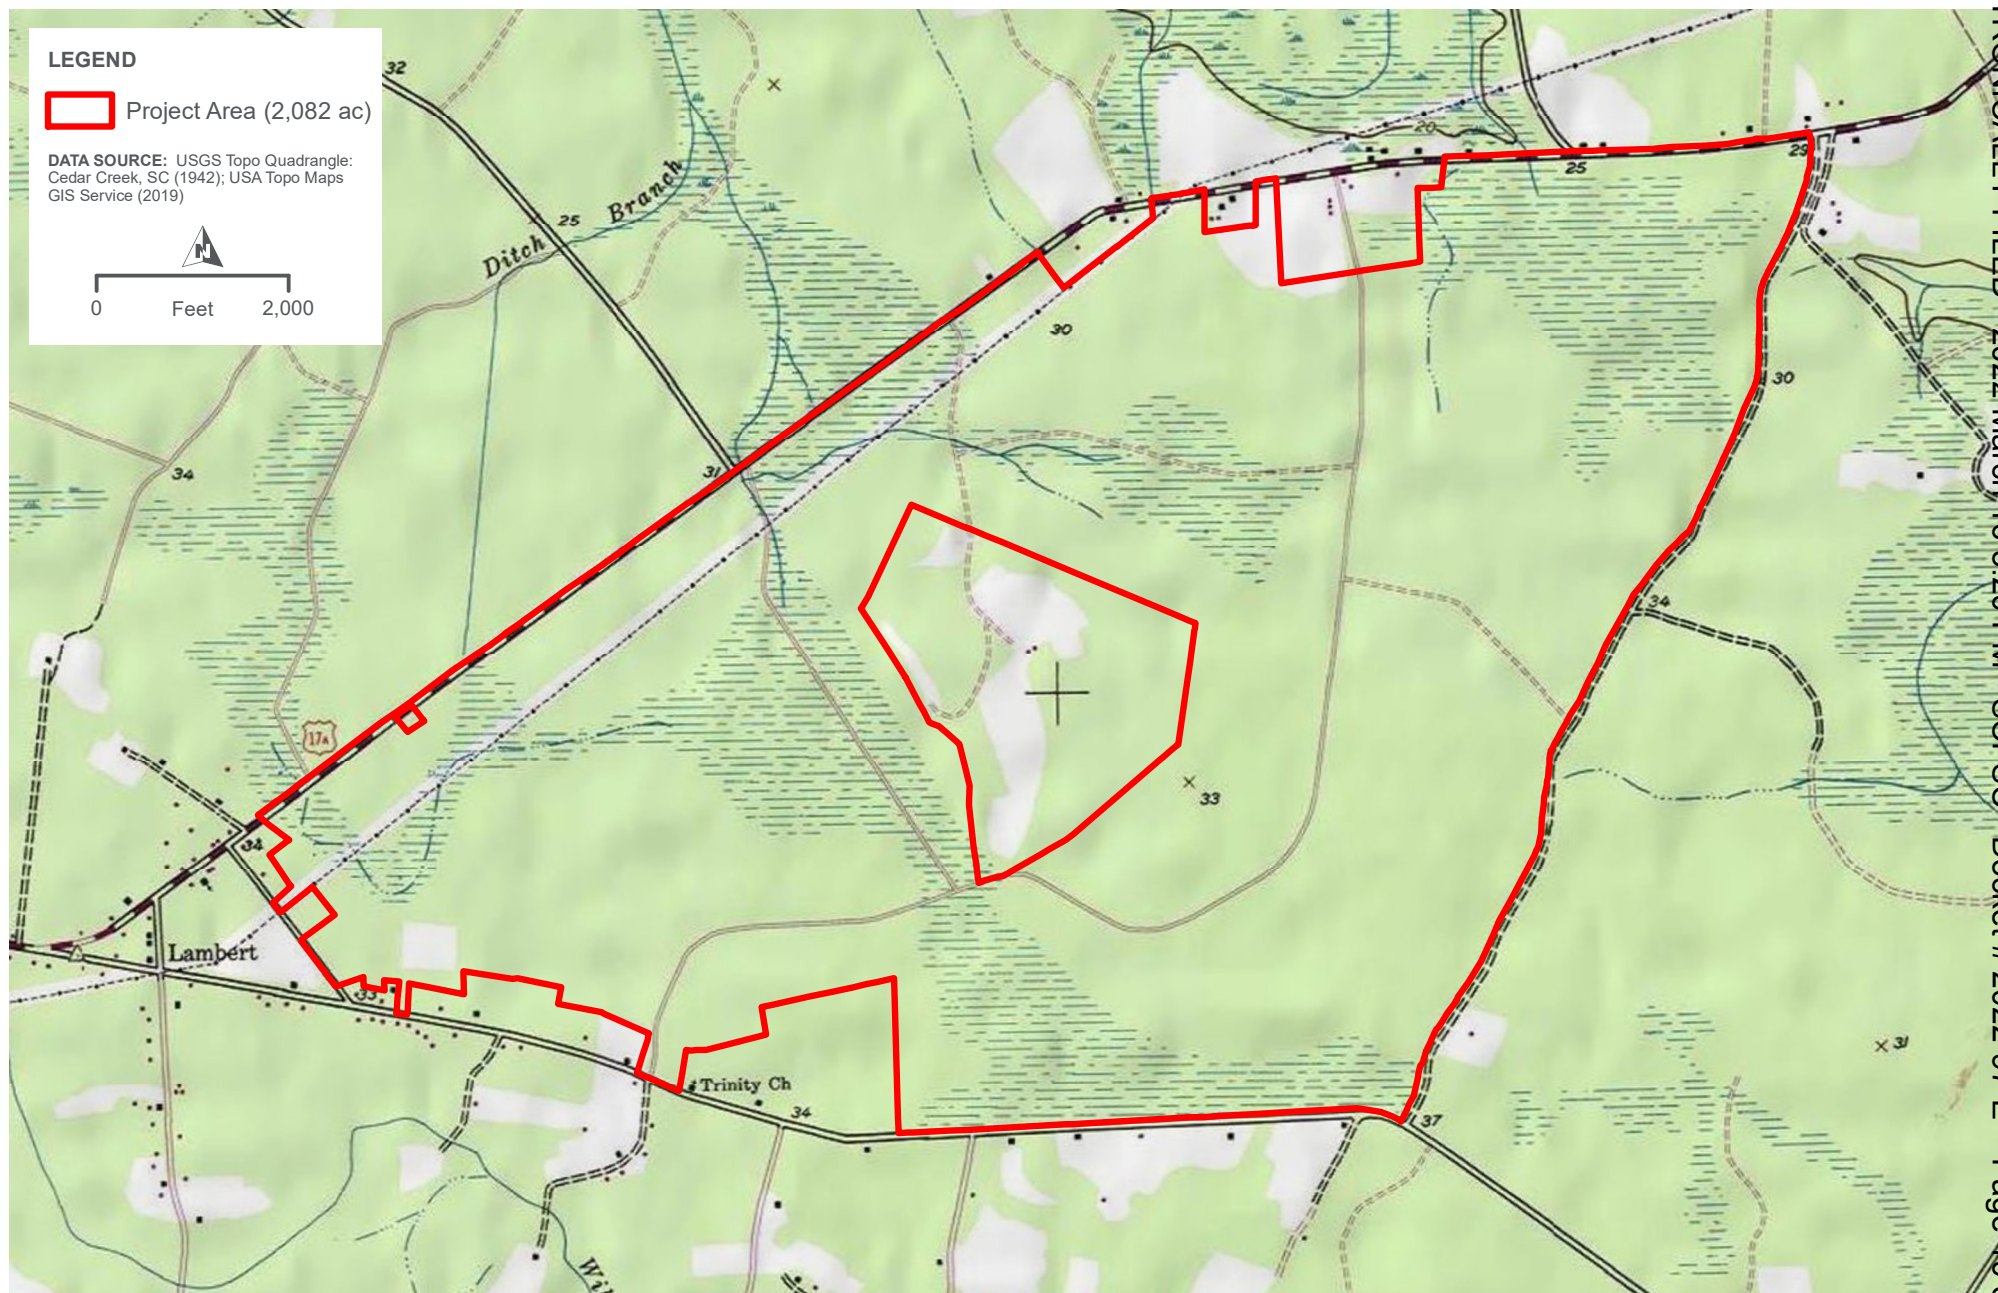 LEGEND
Project Area (2,082 ac)
DATA SOURCE: USGS Topo Quadrangle:
Cedar Creek, SC (1942); USA Topo Maps
GIS Service (2019)
N
0 Feet 2,000
32
25
Ditch Branch
20
25
29
30
30
31
34
34
17A
33
34
Lambert
33
Trinity Ch
34
37
31